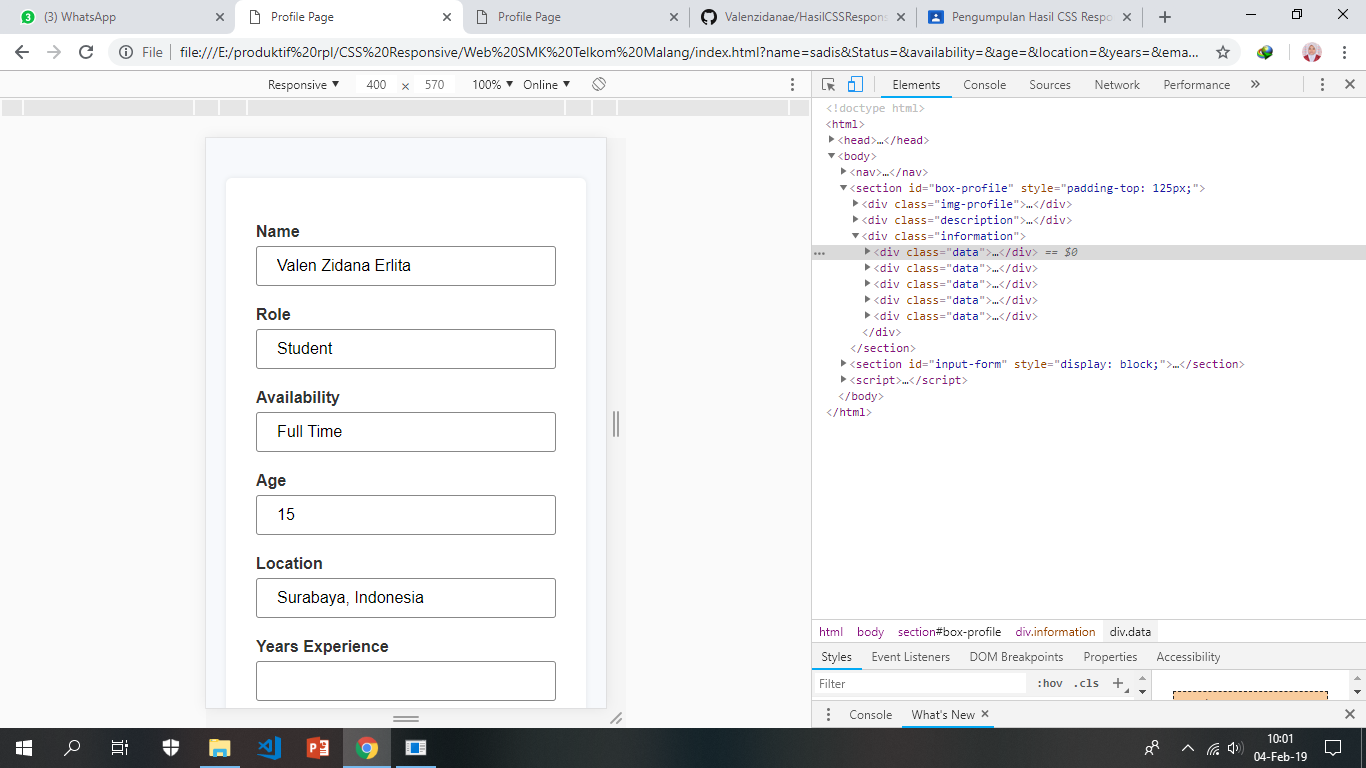 (3) WhatsApp
Profile Page
Profile Page
Valenzidanae/HasilCSSRespons
Pengumpulan Hasil CSS Respo
File
file:///E:/produktif%20rpl/CSS%20Responsive/Web%20SMK%20Telkom%20Malang/index.html?name=sadis&Status=&availability=&age=&location=&years=&ema...
Responsive
400 x 570
100%
Online
Name
Valen Zidana Erlita
Role
Student
Availability
Full Time
Age
15
Location
Surabaya, Indonesia
Years Experience
Elements Console Sources Network Performance »
<!doctype html>
<html>
<head>…</head>
<body>
<nav>…</nav>
<section id="box-profile" style="padding-top: 125px;">
<div class="img-profile">…</div>
<div class="description">…</div>
<div class="information">
<div class="data">…</div> == $0
<div class="data">…</div>
<div class="data">…</div>
<div class="data">…</div>
<div class="data">…</div>
</div>
</section>
<section id="input-form" style="display: block;">…</section>
<script>…</script>
</body>
</html>
html body section#box-profile div.information div.data
Styles Event Listeners DOM Breakpoints Properties Accessibility
Filter :hov .cls +
Console What's New
10:01
04-Feb-19